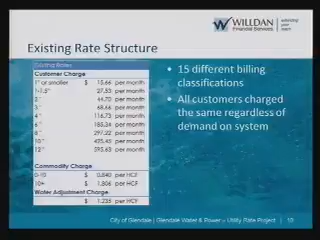 WILLDAN
Financial Services
Existing Rate Structure
Existing Rates
Customer Charge
1" or smaller $ 15.66 per month
1-1.5" 27.53 per month
2" 44.70 per month
3" 68.66 per month
4" 116.73 per month
6" 185.34 per month
8" 297.22 per month
10" 425.45 per month
12" 595.63 per month
Commodity Charge
0-10 $ 0.840 per HCF
10+ $ 1.806 per HCF
Water Adjustment Charge
$ 1.235 per HCF
• 15 different billing
classifications
• All customers charged
the same regardless of
demand on system
City of Glendale | Glendale Water & Power – Utility Rate Project | 10